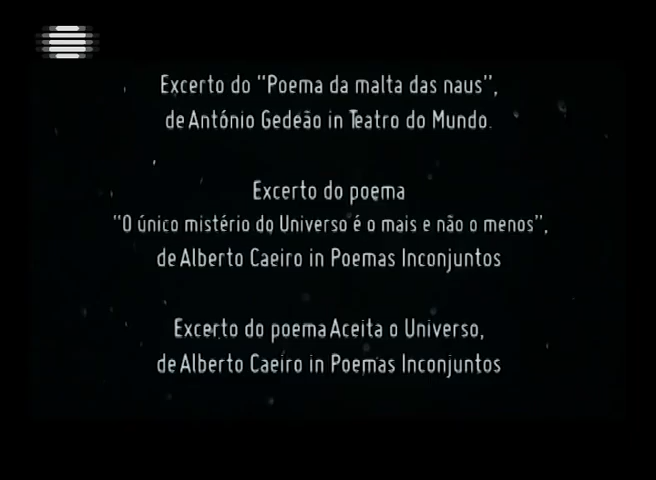 Excerto do "Poema da malta das naus",
de António Gedeão in Teatro do Mundo.
Excerto do poema
"O único mistério do Universo é o mais e não o menos",
de Alberto Caeiro in Poemas Inconjuntos
Excerto do poema Aceita o Universo,
de Alberto Caeiro in Poemas Inconjuntos